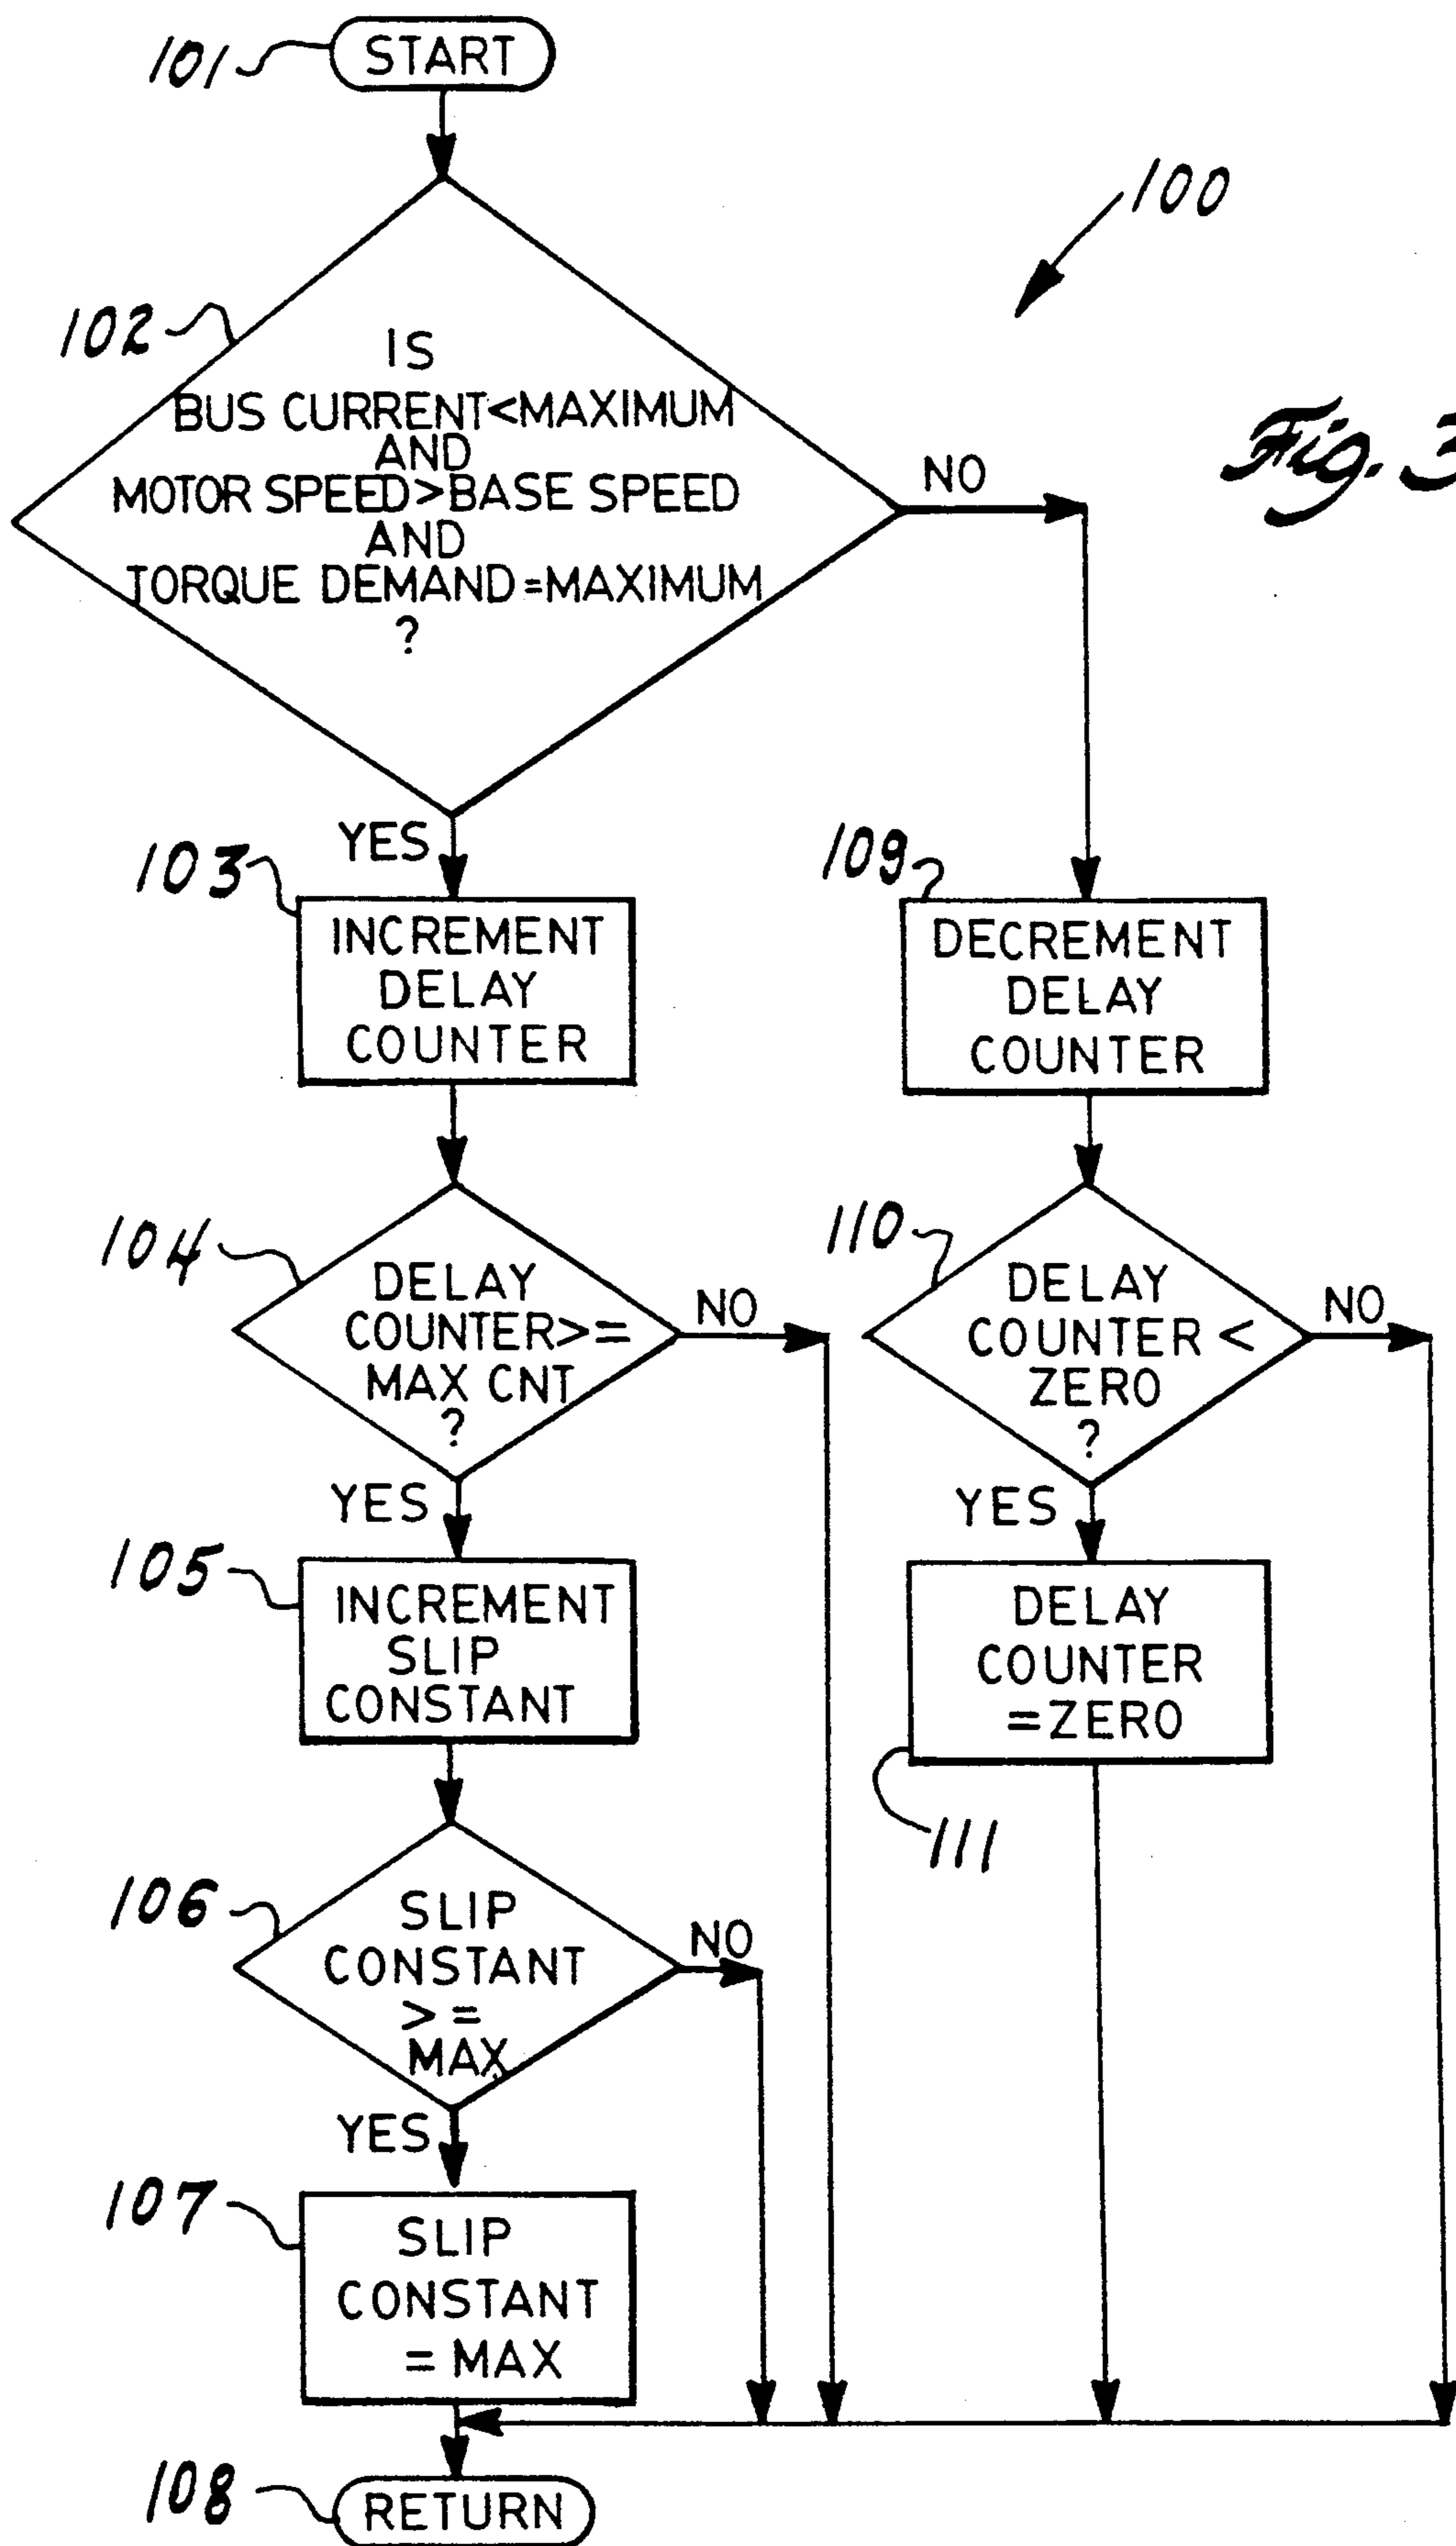 101
START
100
102
IS
BUS CURRENT<MAXIMUM
AND
MOTOR SPEED>BASE SPEED
AND
TORQUE DEMAND=MAXIMUM
?
NO
Fig. 3
YES
103
INCREMENT
DELAY
COUNTER
109
DECREMENT
DELAY
COUNTER
104
DELAY
COUNTER>=
MAX CNT
?
NO
YES
110
DELAY
COUNTER <
ZERO
?
NO
YES
105
INCREMENT
SLIP
CONSTANT
DELAY
COUNTER
=ZERO
111
106
SLIP
CONSTANT
>=
MAX
NO
YES
107
SLIP
CONSTANT
= MAX
108
RETURN